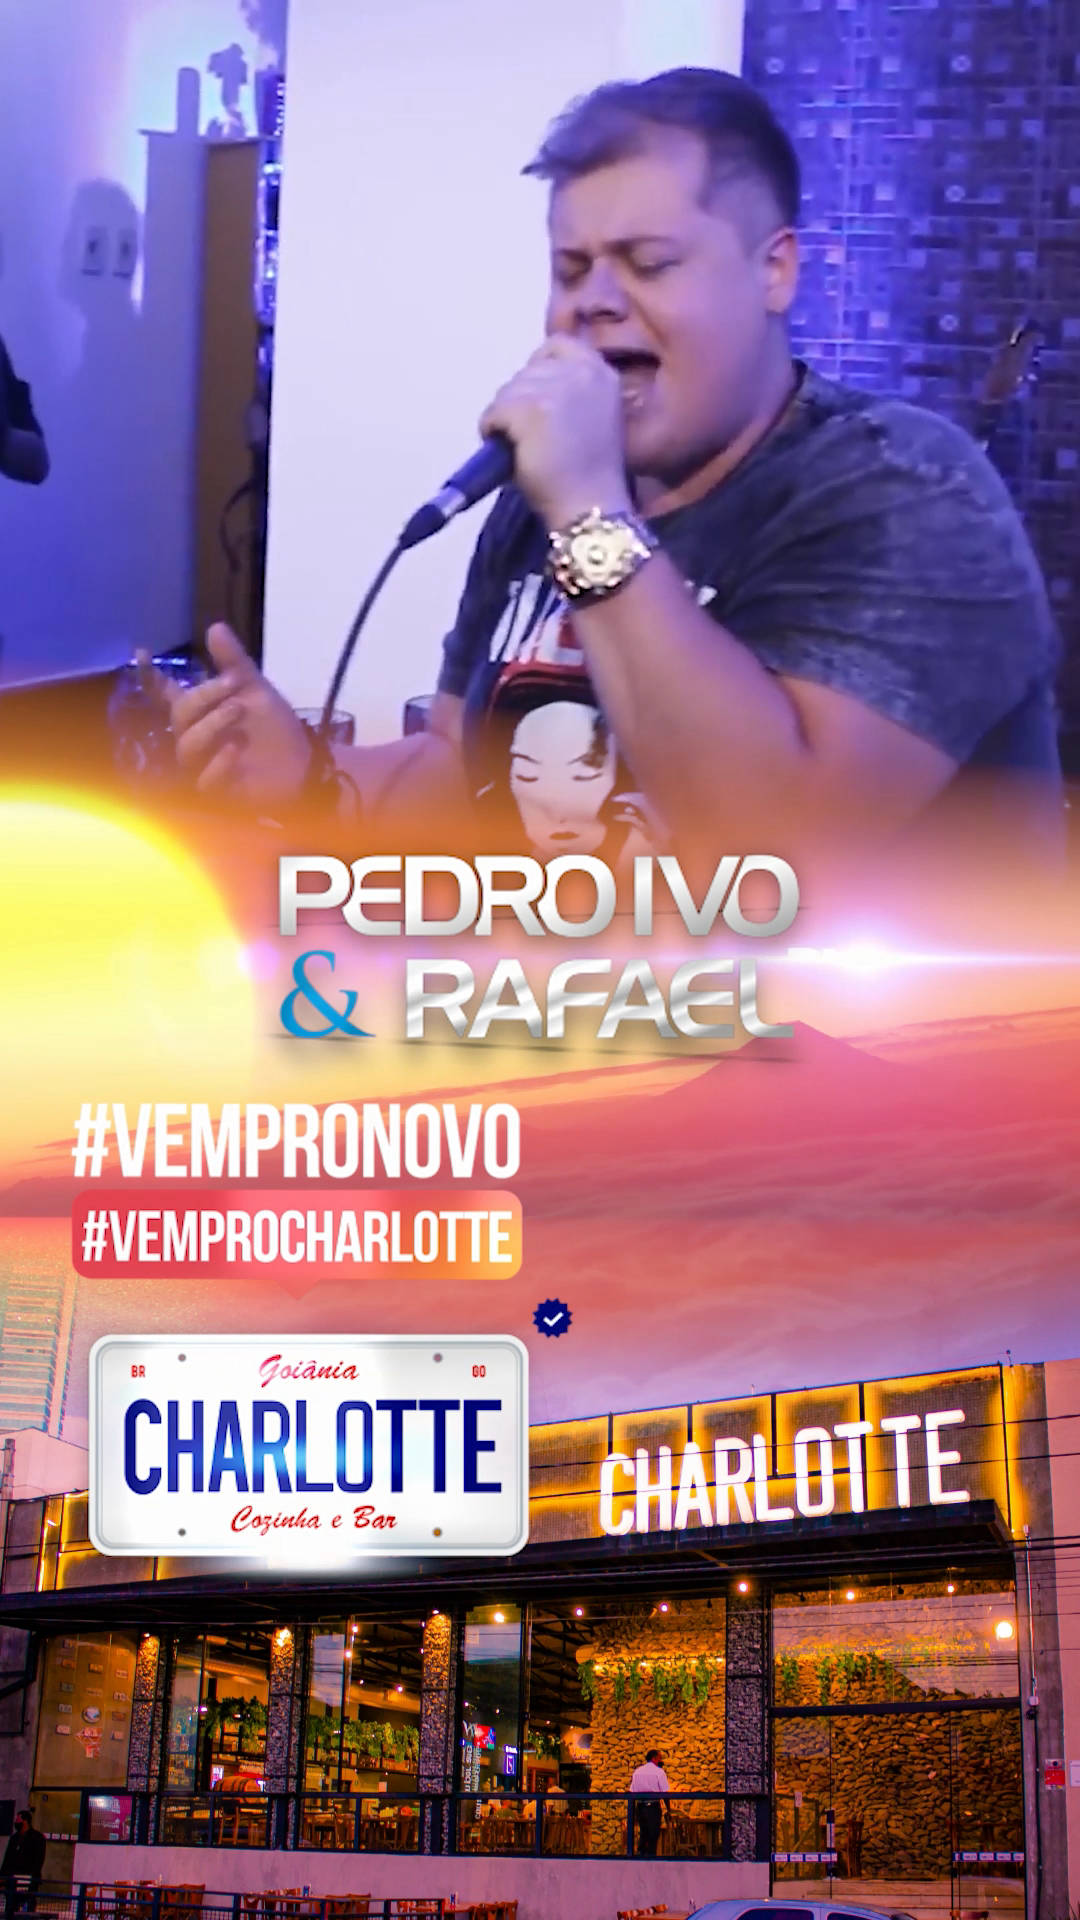 PEDRO IVO
& RAFAEL
#VEMPRONOVO
#VEMPROCHARLOTTE
BR Goiânia GO
CHARLOTTE
Cozinha e Bar
CHARLOTTE